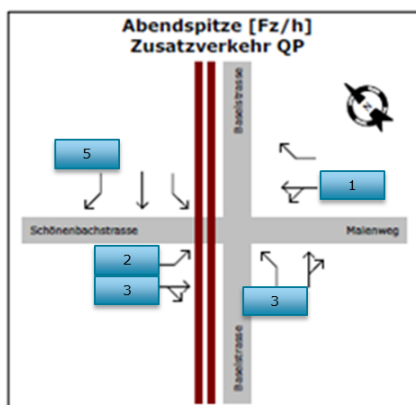 Abendspitze [Fz/h]
Zusatzverkehr QP
Baselstrasse
N
5
1
Schönenbachstrasse
Maienweg
2
3
3
Baselstrasse